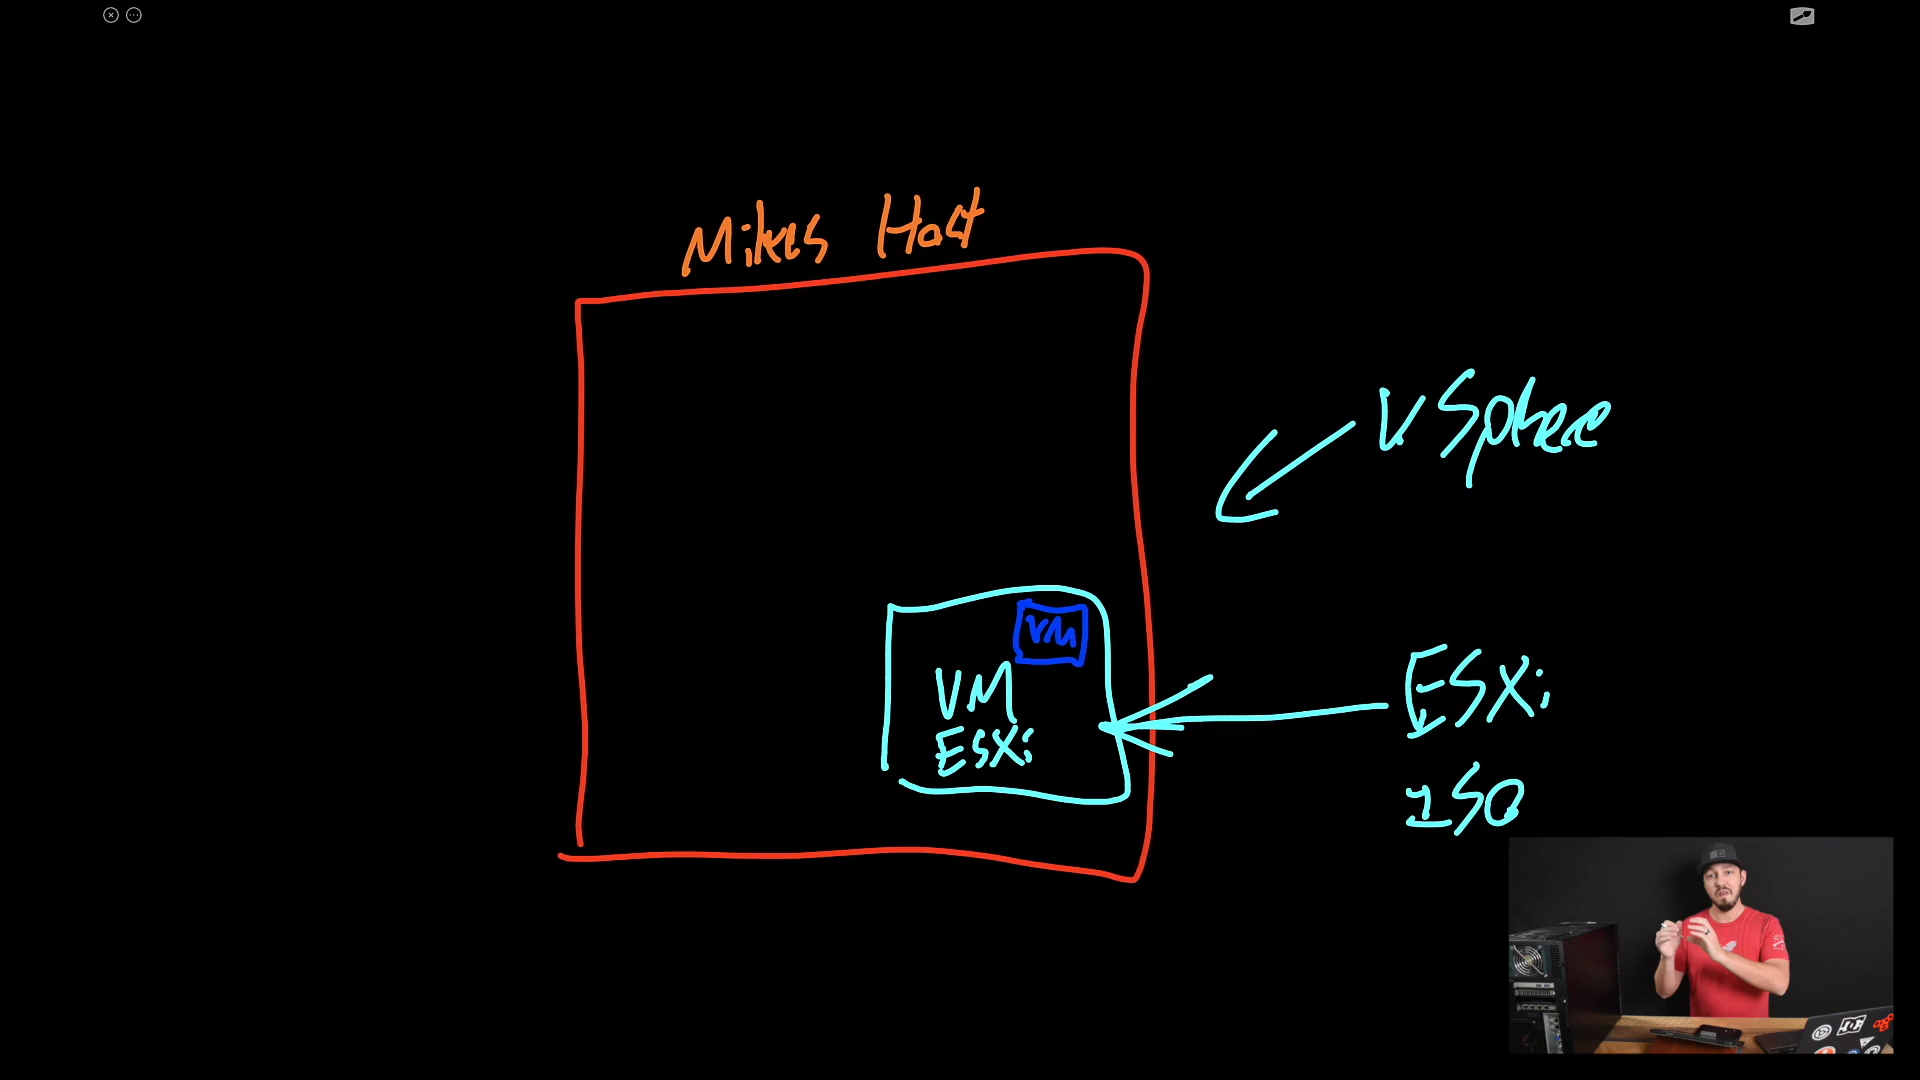 Mikes Host
vSphere
VM
VM
ESXi
ESXi
ISO